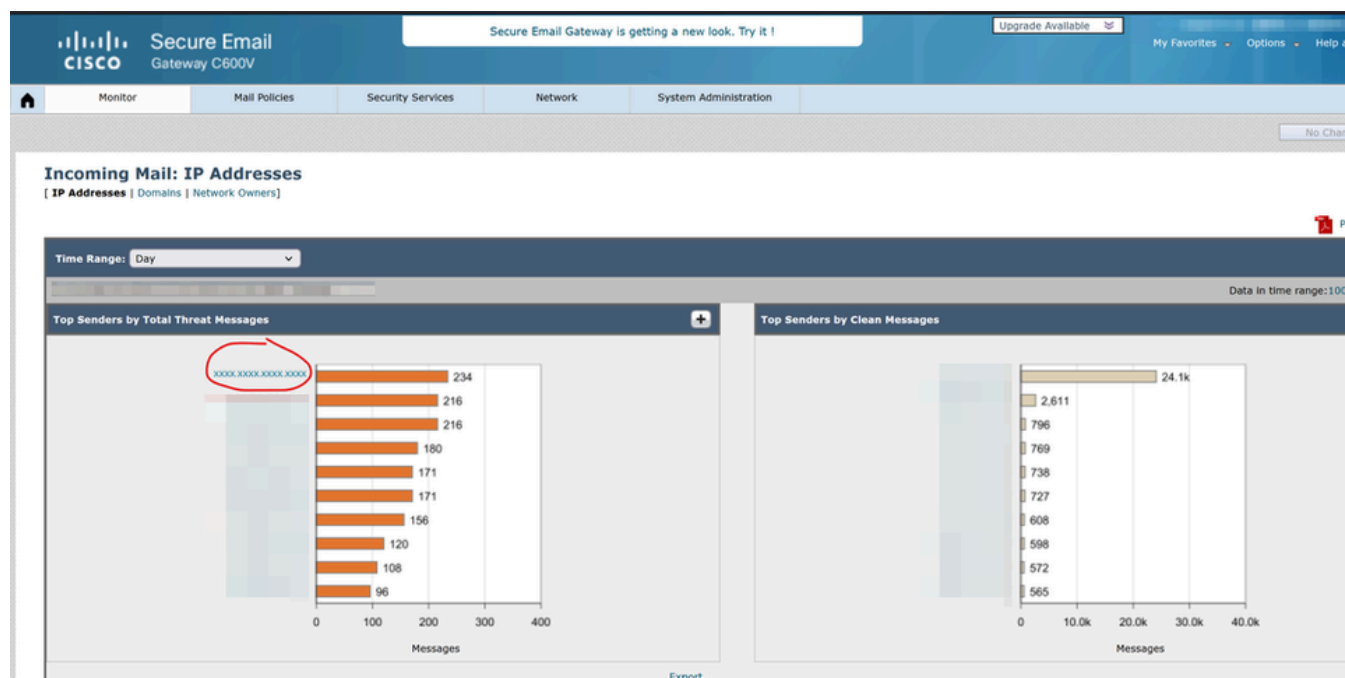 Secure Email Gateway is getting a new look. Try it !
Upgrade Available
CISCO
Secure Email
Gateway C600V
My Favorites
Options
Help
Monitor
Mail Policies
Security Services
Network
System Administration
No Chan
Incoming Mail: IP Addresses
[ IP Addresses | Domains | Network Owners]
P
Time Range: Day
Data in time range:100
Top Senders by Total Threat Messages
xxxx.xxxx.xxxx.xxxx
234
216
216
180
171
171
156
120
108
96
0 100 200 300 400
Messages
Top Senders by Clean Messages
24.1k
2,611
796
769
738
727
608
598
572
565
0 10.0k 20.0k 30.0k 40.0k
Messages
Export